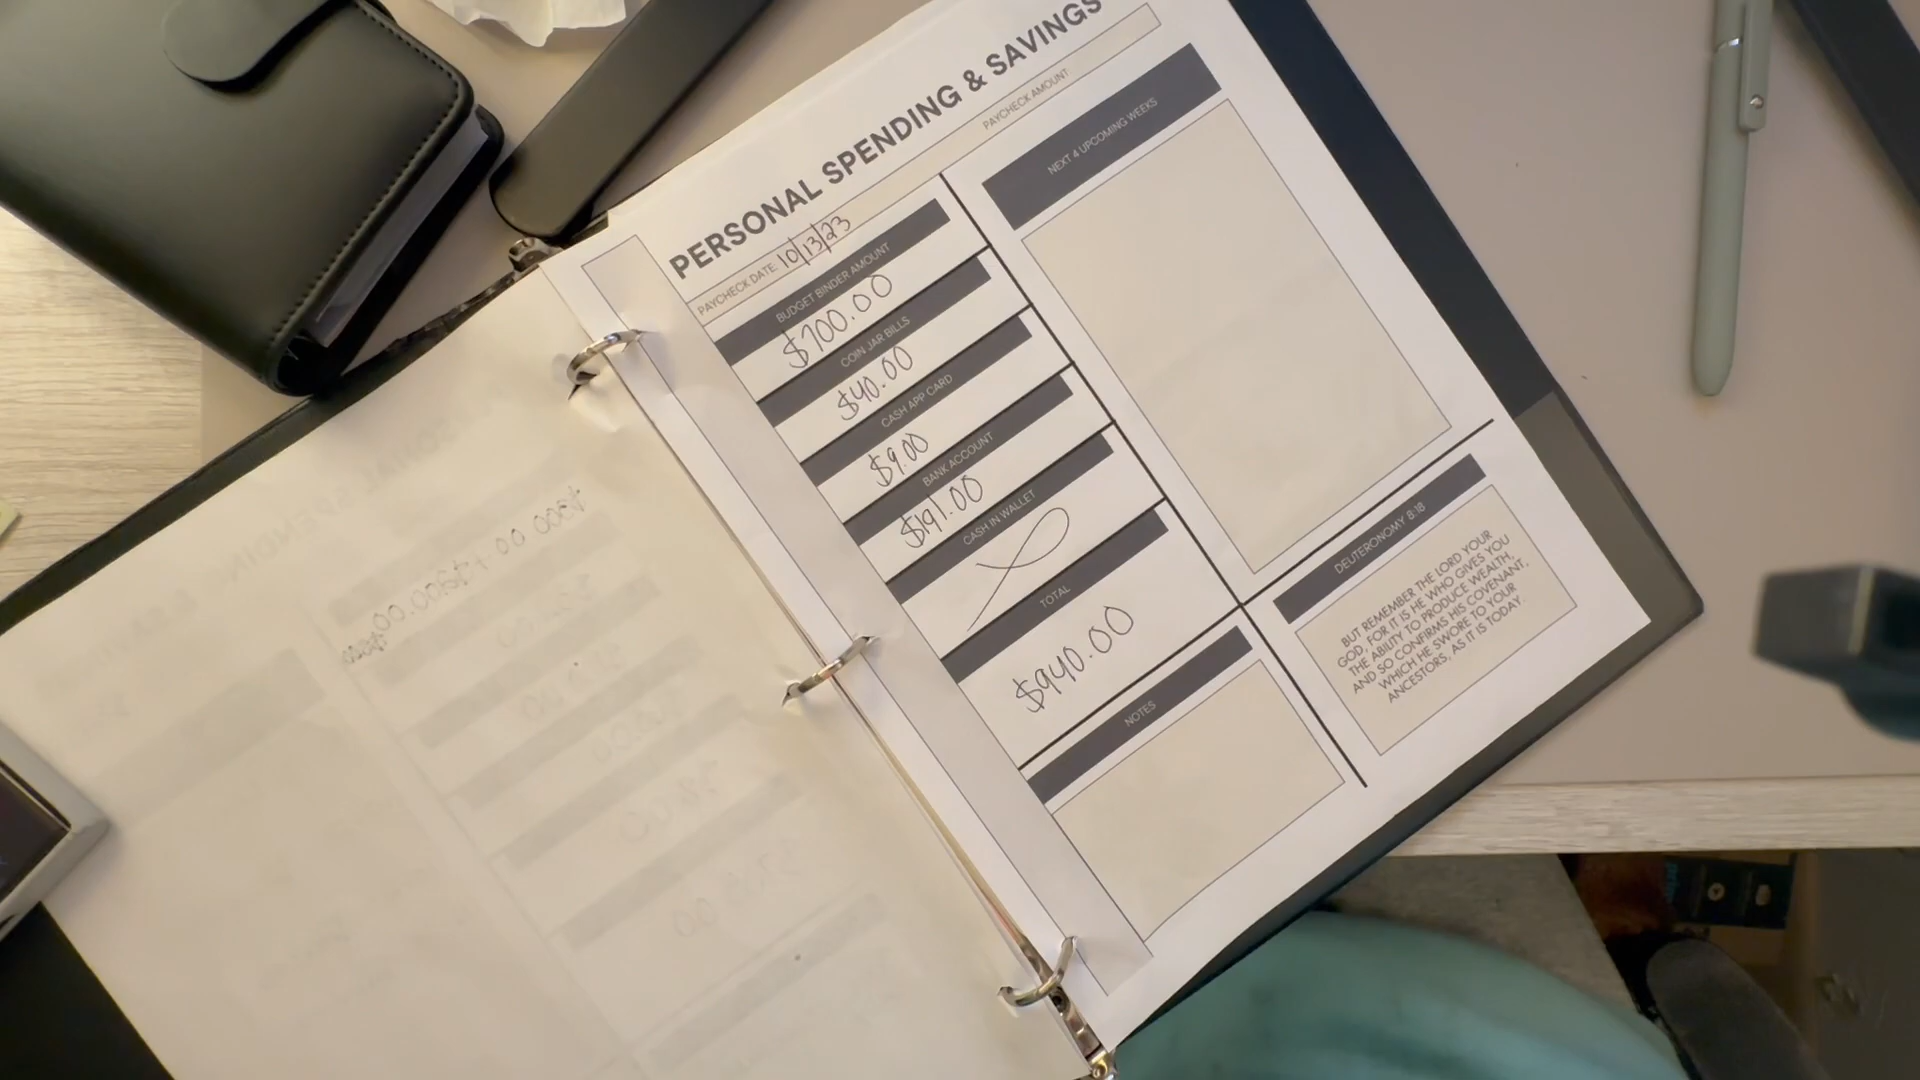 PERSONAL SPENDING & SAVINGS
PAYCHECK DATE: 10/13/23
PAYCHECK AMOUNT
BUDGET BINDER AMOUNT
$700.00
COIN JAR BILLS
$40.00
CASH APP CARD
$9.00
BANK ACCOUNT
$191.00
CASH IN WALLET
TOTAL
$940.00
NOTES
NEXT 4 UPCOMING WEEKS
DEUTERONOMY 8:18
BUT REMEMBER THE LORD YOUR
GOD, FOR IT IS HE WHO GIVES YOU
THE ABILITY TO PRODUCE WEALTH,
AND SO CONFIRMS HIS COVENANT,
WHICH HE SWORE TO YOUR
ANCESTORS, AS IT IS TODAY.